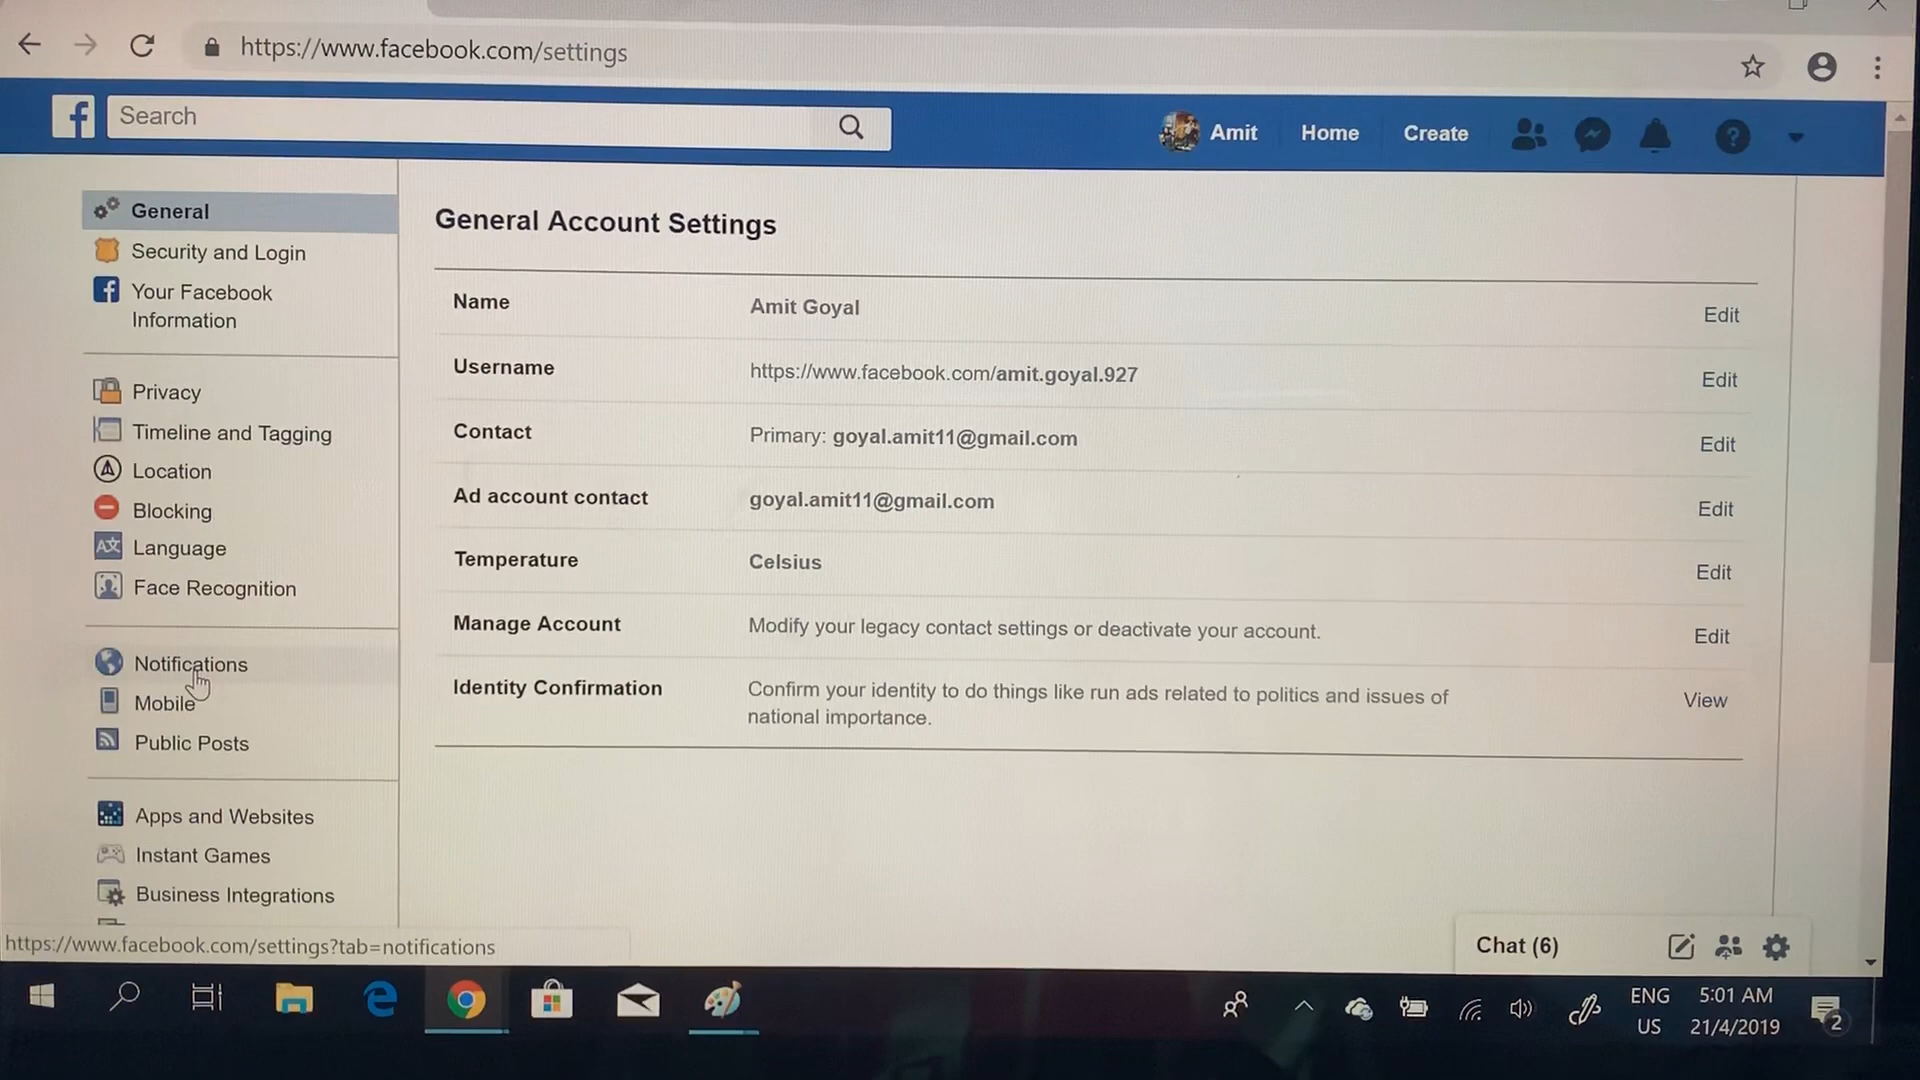 https://www.facebook.com/settings
Search
Amit
Home
Create
General
Security and Login
Your Facebook
Information
Privacy
Timeline and Tagging
Location
Blocking
Language
Face Recognition
Notifications
Mobile
Public Posts
Apps and Websites
Instant Games
Business Integrations
General Account Settings
Name Amit Goyal Edit
Username https://www.facebook.com/amit.goyal.927 Edit
Contact Primary: goyal.amit11@gmail.com Edit
Ad account contact goyal.amit11@gmail.com Edit
Temperature Celsius Edit
Manage Account Modify your legacy contact settings or deactivate your account. Edit
Identity Confirmation Confirm your identity to do things like run ads related to politics and issues of View
national importance.
https://www.facebook.com/settings?tab=notifications
Chat (6)
ENG 5:01 AM
US 21/4/2019
2